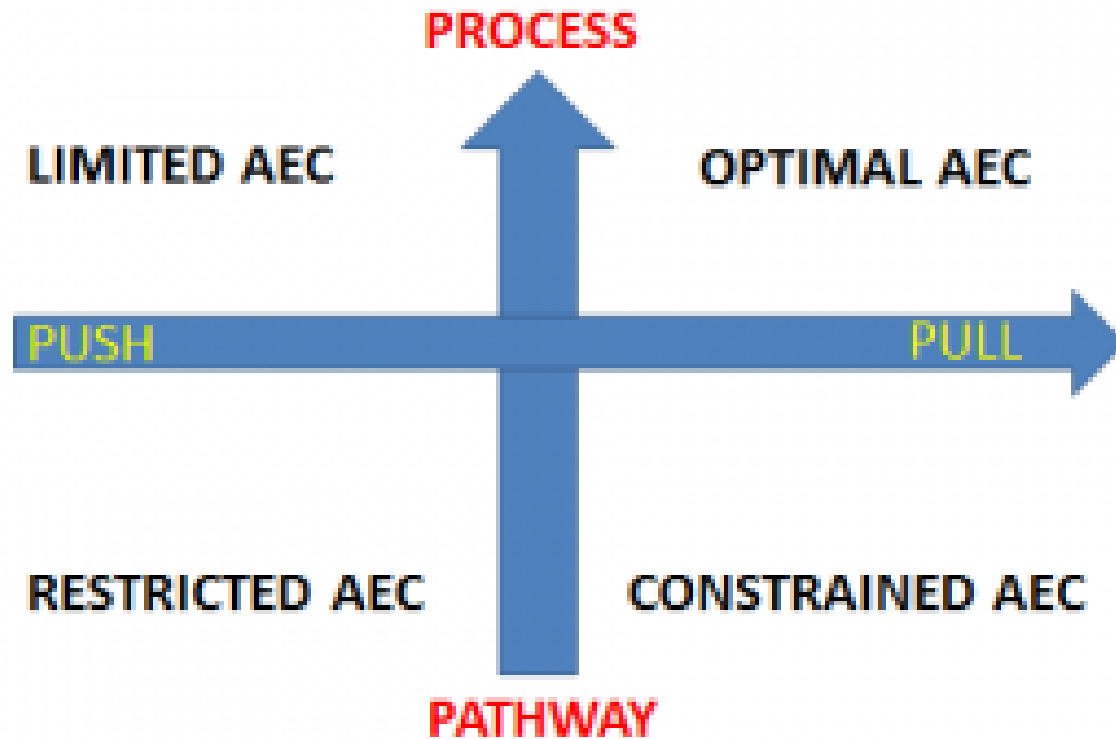 PROCESS
LIMITED AEC
OPTIMAL AEC
PUSH
PULL
RESTRICTED AEC
CONSTRAINED AEC
PATHWAY